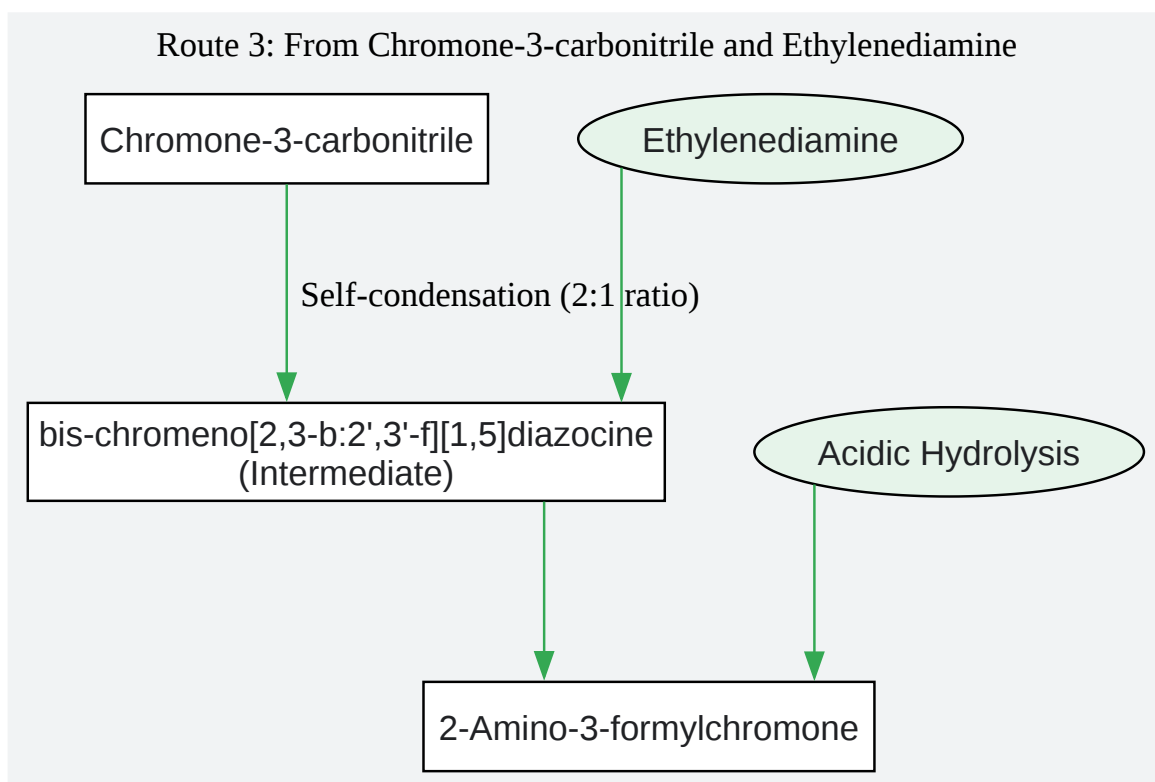 Route 3: From Chromone-3-carbonitrile and Ethylenediamine
Chromone-3-carbonitrile
Ethylenediamine
Self-condensation (2:1 ratio)
bis-chromeno[2,3-b:2',3'-f][1,5]diazocine
(Intermediate)
Acidic Hydrolysis
2-Amino-3-formylchromone